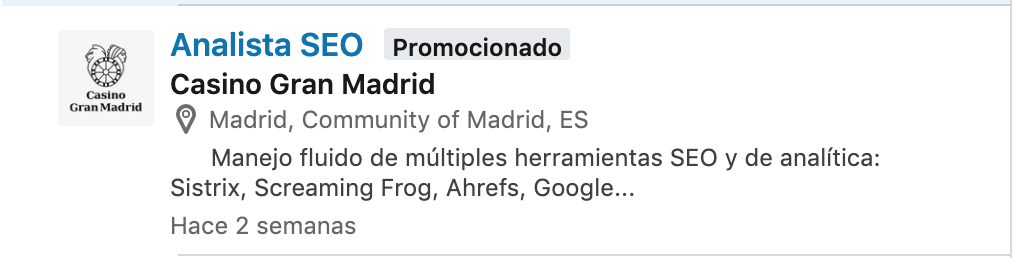 Analista SEO Promocionado
Casino Gran Madrid
Casino
Gran Madrid
Madrid, Community of Madrid, ES
Manejo fluido de múltiples herramientas SEO y de analítica:
Sistrix, Screaming Frog, Ahrefs, Google...
Hace 2 semanas